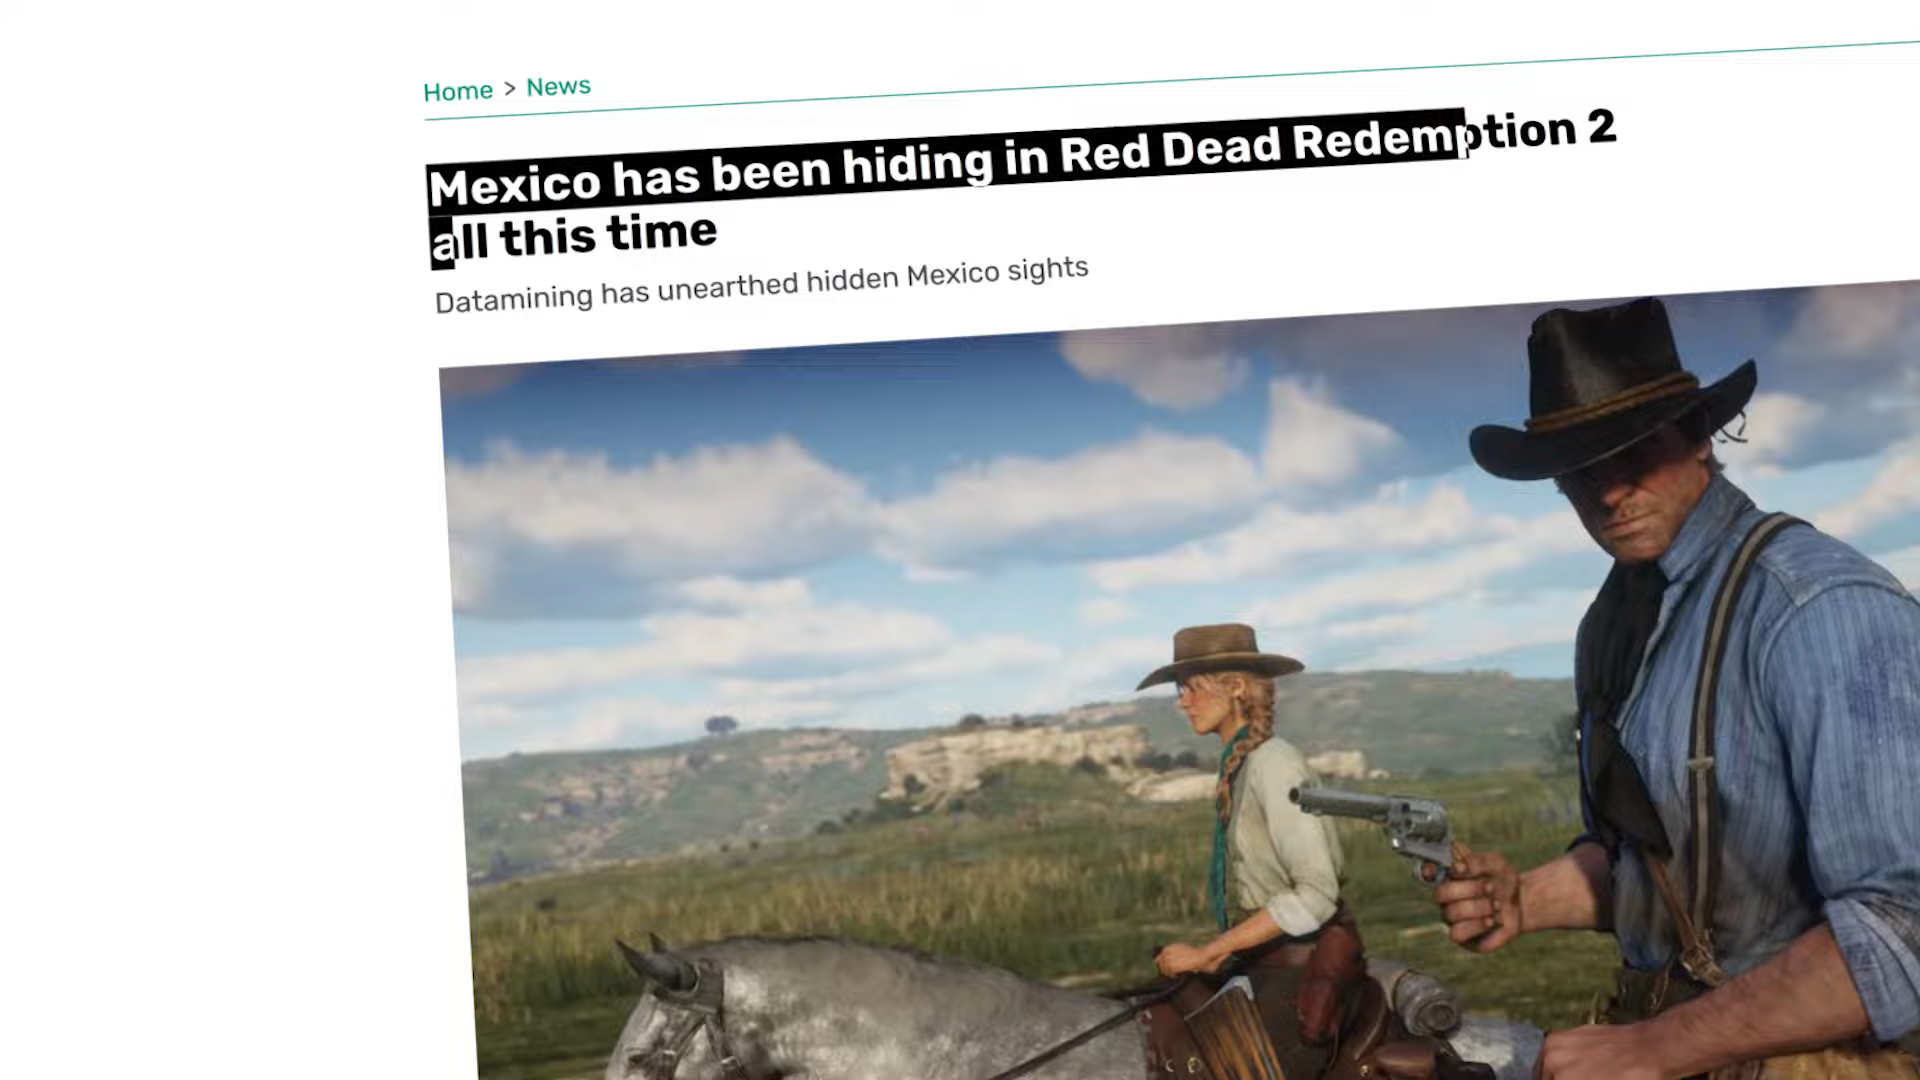 Home > News
Mexico has been hiding in Red Dead Redemption 2
all this time
Datamining has unearthed hidden Mexico sights